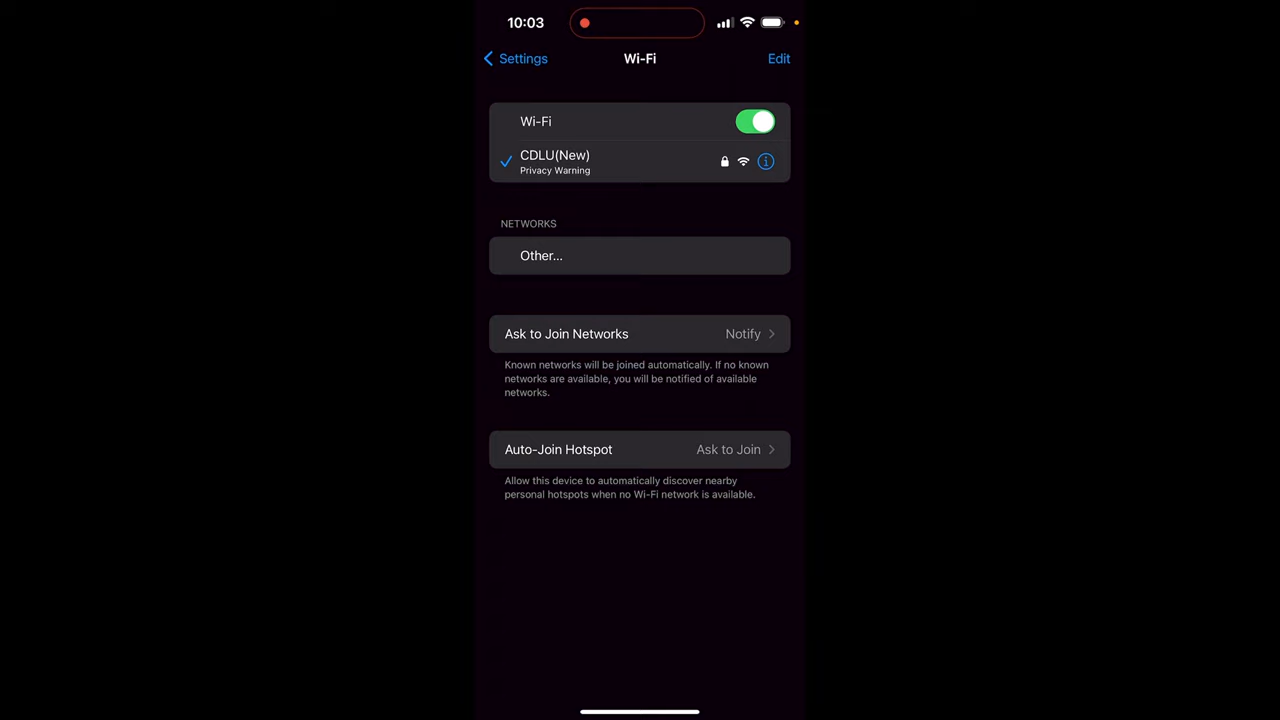 10:03
Settings
Wi-Fi
Edit
Wi-Fi
CDLU(New)
Privacy Warning
NETWORKS
Other...
Ask to Join Networks Notify
Known networks will be joined automatically. If no known
networks are available, you will be notified of available
networks.
Auto-Join Hotspot Ask to Join
Allow this device to automatically discover nearby
personal hotspots when no Wi-Fi network is available.